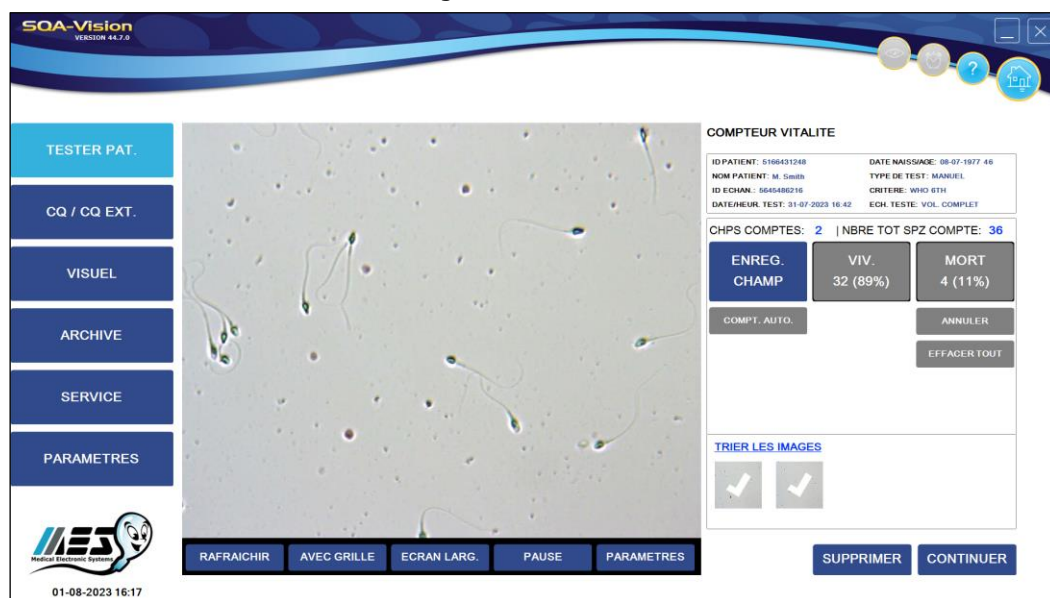 SQA-Vision
VERSION 44.7.0
?
TESTER PAT.
CQ / CQ EXT.
VISUEL
ARCHIVE
SERVICE
PARAMETRES
MES
Medical Electronic Systems
01-08-2023 16:17
RAFRAICHIR
AVEC GRILLE
ECRAN LARG.
PAUSE
PARAMETRES
COMPTEUR VITALITE
ID PATIENT: 5166431248 DATE NAISS/AGE: 08-07-1977 46
NOM PATIENT: M. Smith TYPE DE TEST: MANUEL
ID ECHAN.: 5645486216 CRITERE: WHO 6TH
DATE/HEUR. TEST: 31-07-2023 16:42 ECH. TESTE: VOL. COMPLET
CHPS COMPTES: 2 | NBRE TOT SPZ COMPTE: 36
ENREG.
CHAMP
VIV.
32 (89%)
MORT
4 (11%)
COMPT. AUTO.
ANNULER
EFFACER TOUT
TRIER LES IMAGES
SUPPRIMER
CONTINUER